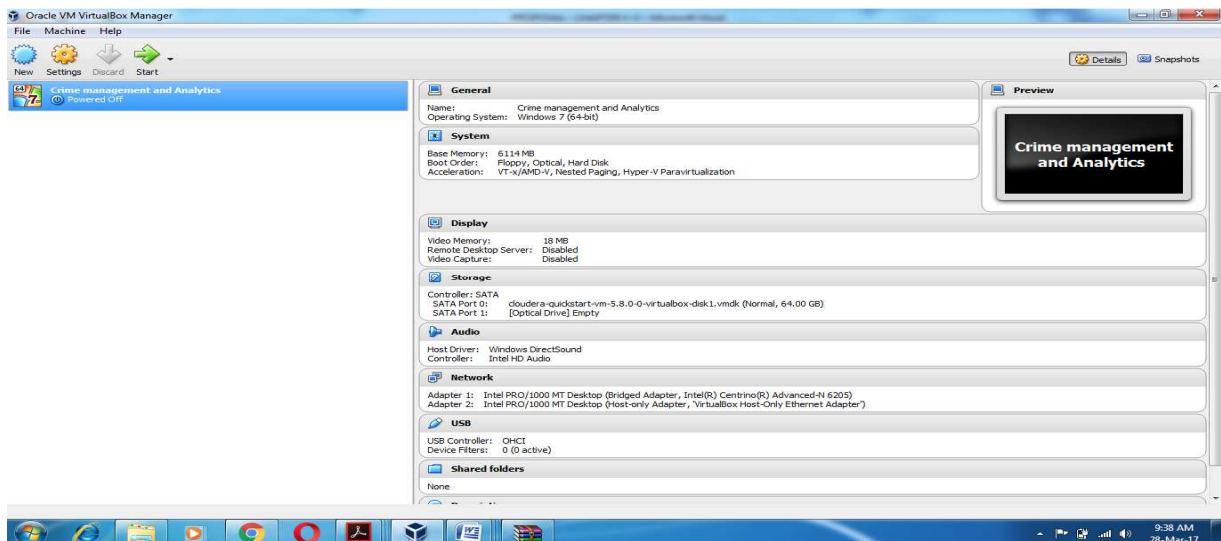 Oracle VM VirtualBox Manager
File Machine Help
New Settings Discard Start
Details Snapshots
Crime management and Analytics
Powered Off
General
Name: Crime management and Analytics
Operating System: Windows 7 (64-bit)
System
Base Memory: 6114 MB
Boot Order: Floppy, Optical, Hard Disk
Acceleration: VT-x/AMD-V, Nested Paging, Hyper-V Paravirtualization
Preview
Crime management
and Analytics
Display
Video Memory: 18 MB
Remote Desktop Server: Disabled
Video Capture: Disabled
Storage
Controller: SATA
SATA Port 0: cloudera-quickstart-vm-5.8.0-0-virtualbox-disk1.vmdk (Normal, 64.00 GB)
SATA Port 1: [Optical Drive] Empty
Audio
Host Driver: Windows DirectSound
Controller: Intel HD Audio
Network
Adapter 1: Intel PRO/1000 MT Desktop (Bridged Adapter, Intel(R) Centrino(R) Advanced-N 6205)
Adapter 2: Intel PRO/1000 MT Desktop (Host-only Adapter, 'VirtualBox Host-Only Ethernet Adapter')
USB
USB Controller: OHCI
Device Filters: 0 (0 active)
Shared folders
None
9:38 AM
28-Mar-17